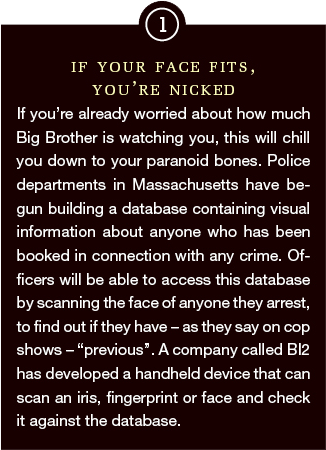 1
IF YOUR FACE FITS,
YOU'RE NICKED
If you're already worried about how much
Big Brother is watching you, this will chill
you down to your paranoid bones. Police
departments in Massachusetts have be-
gun building a database containing visual
information about anyone who has been
booked in connection with any crime. Of-
ficers will be able to access this database
by scanning the face of anyone they arrest,
to find out if they have – as they say on cop
shows – “previous”. A company called BI2
has developed a handheld device that can
scan an iris, fingerprint or face and check
it against the database.